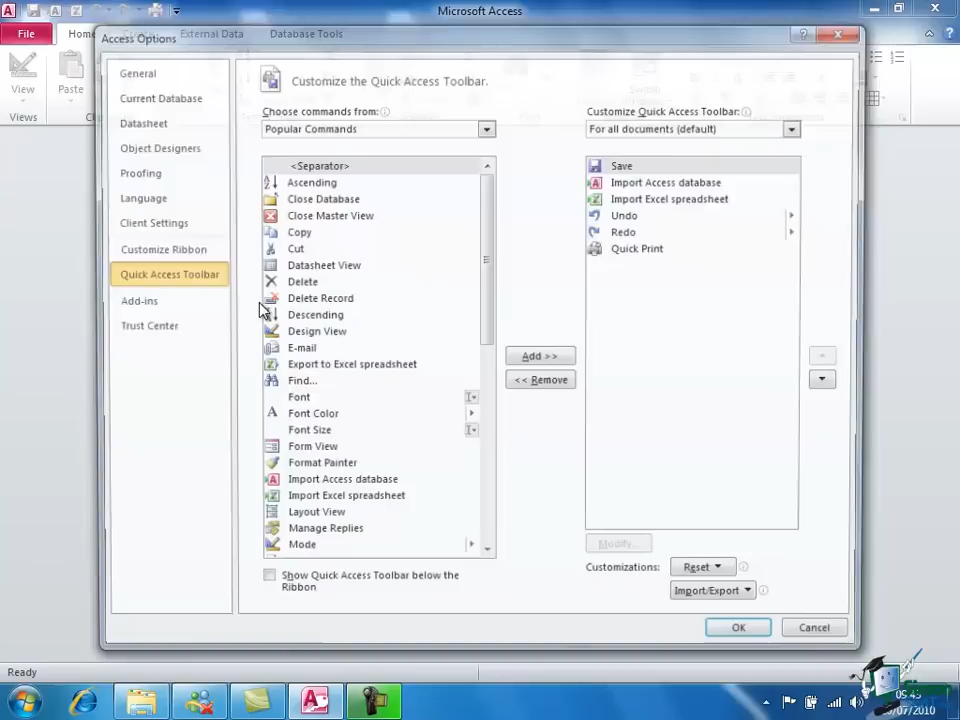 Microsoft Access
File
Home
External Data
Database Tools
Access Options
View
Paste
Views
General
Current Database
Datasheet
Object Designers
Proofing
Language
Client Settings
Customize Ribbon
Quick Access Toolbar
Add-ins
Trust Center
Customize the Quick Access Toolbar.
Choose commands from:
Popular Commands
<Separator>
Ascending
Close Database
Close Master View
Copy
Cut
Datasheet View
Delete
Delete Record
Descending
Design View
E-mail
Export to Excel spreadsheet
Find...
Font
Font Color
Font Size
Form View
Format Painter
Import Access database
Import Excel spreadsheet
Layout View
Manage Replies
Mode
Show Quick Access Toolbar below the
Ribbon
Add >>
<< Remove
Customize Quick Access Toolbar:
For all documents (default)
Save
Import Access database
Import Excel spreadsheet
Undo
Redo
Quick Print
Modify...
Customizations:
Reset
Import/Export
OK
Cancel
Ready